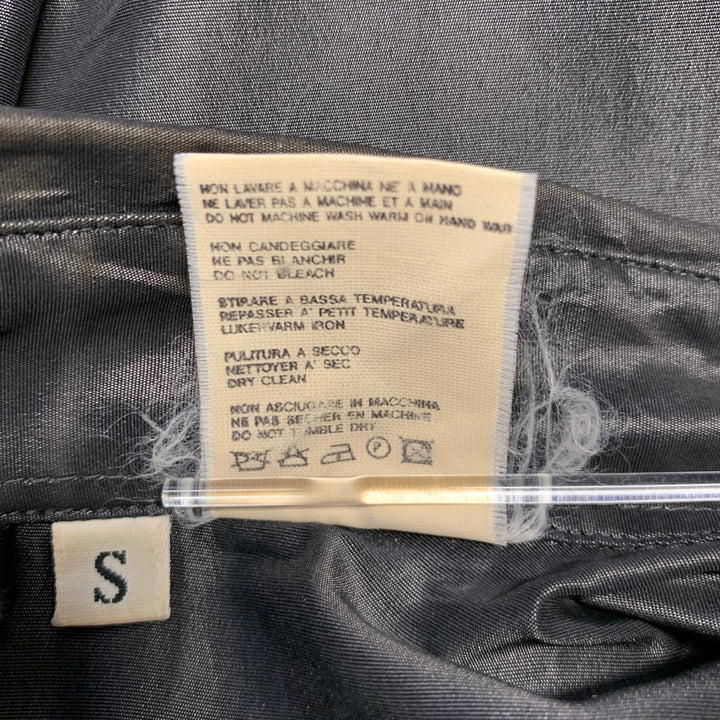 NON LAVARE A MACCHINA NE' A MANO
NE LAVER PAS A MACHINE ET A MAIN
DO NOT MACHINE WASH WARM OR HAND WAR
NON CANDEGGIARE
NE PAS BLANCHIR
DO NOT BLEACH
STIRARE A BASSA TEMPERATURA
REPASSER A' PETIT TEMPERATURE
LUKERVARM IRON
PULITURA A SECCO
NETTOYER A' SEC
DRY CLEAN
NON ASCIUGARE IN MACCHINA
NE PAS SECHER EN MACHINE
DO NOT TUMBLE DRY
P
S